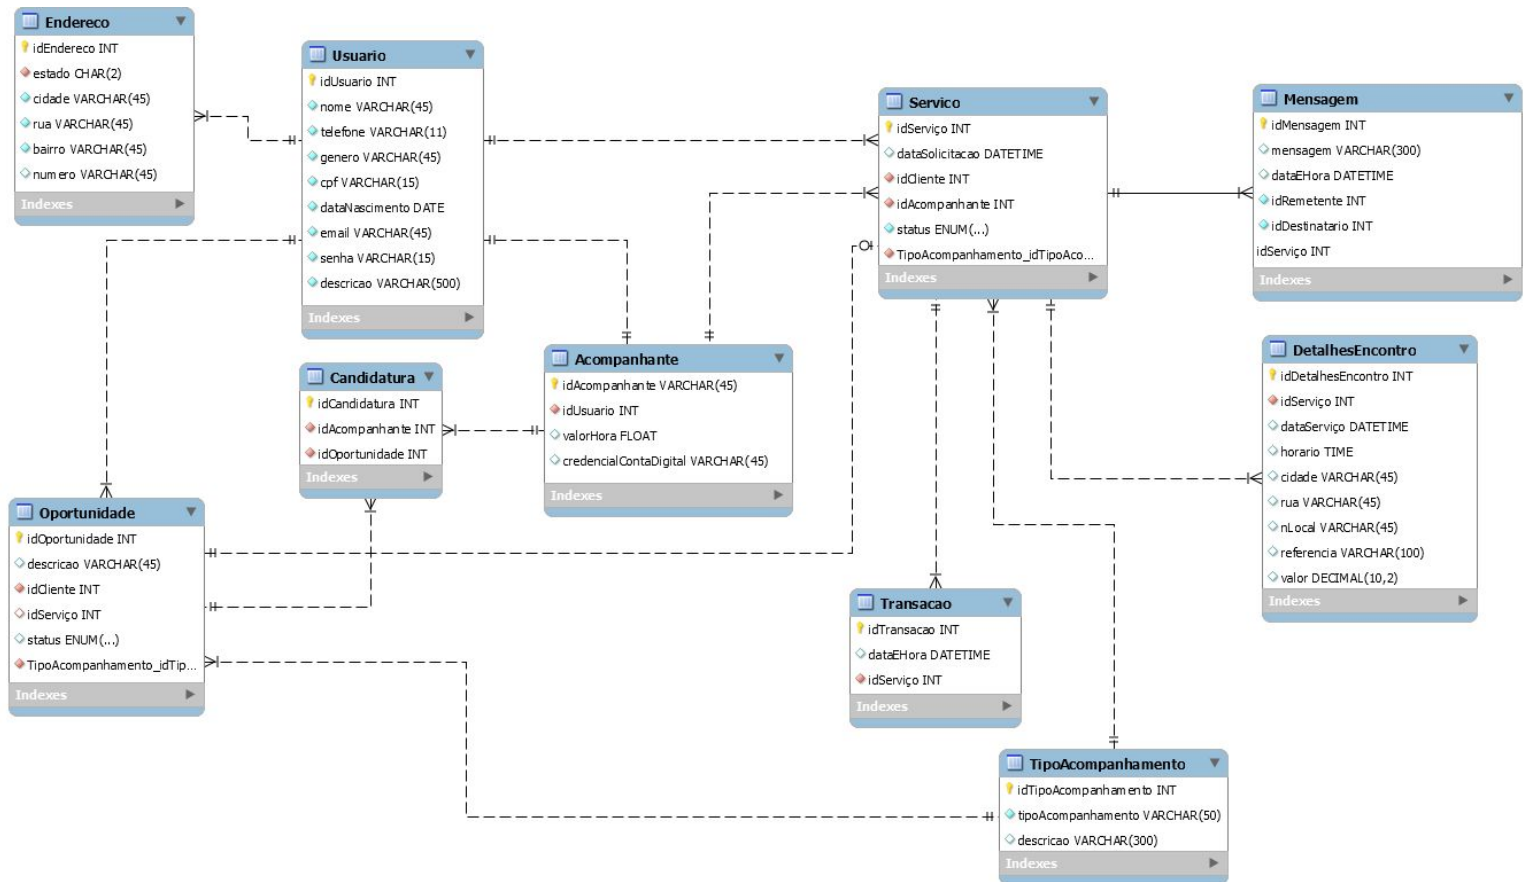 Endereco
idEndereco INT
estado CHAR(2)
cidade VARCHAR(45)
rua VARCHAR(45)
bairro VARCHAR(45)
numero VARCHAR(45)
Indexes
Usuario
idUsuario INT
nome VARCHAR(45)
telefone VARCHAR(11)
genero VARCHAR(45)
cpf VARCHAR(15)
dataNascimento DATE
email VARCHAR(45)
senha VARCHAR(15)
descricao VARCHAR(500)
Indexes
Servico
idServiço INT
dataSolicitacao DATETIME
idCliente INT
idAcompanhante INT
status ENUM(...)
TipoAcompanhamento_idTipoAco...
Indexes
Mensagem
idMensagem INT
mensagem VARCHAR(300)
dataEHora DATETIME
idRemetente INT
idDestinatario INT
idServiço INT
Indexes
DetalhesEncontro
idDetalhesEncontro INT
idServiço INT
dataServiço DATETIME
horario TIME
cidade VARCHAR(45)
rua VARCHAR(45)
nLocal VARCHAR(45)
referencia VARCHAR(100)
valor DECIMAL(10,2)
Indexes
Candidatura
idCandidatura INT
idAcompanhante INT
idOportunidade INT
Indexes
Acompanhante
idAcompanhante VARCHAR(45)
idUsuario INT
valorHora FLOAT
credencialContaDigital VARCHAR(45)
Indexes
Oportunidade
idOportunidade INT
descricao VARCHAR(45)
idCliente INT
idServiço INT
status ENUM(...)
TipoAcompanhamento_idTip...
Indexes
Transacao
idTransacao INT
dataEHora DATETIME
idServiço INT
Indexes
TipoAcompanhamento
idTipoAcompanhamento INT
tipoAcompanhamento VARCHAR(50)
descricao VARCHAR(300)
Indexes